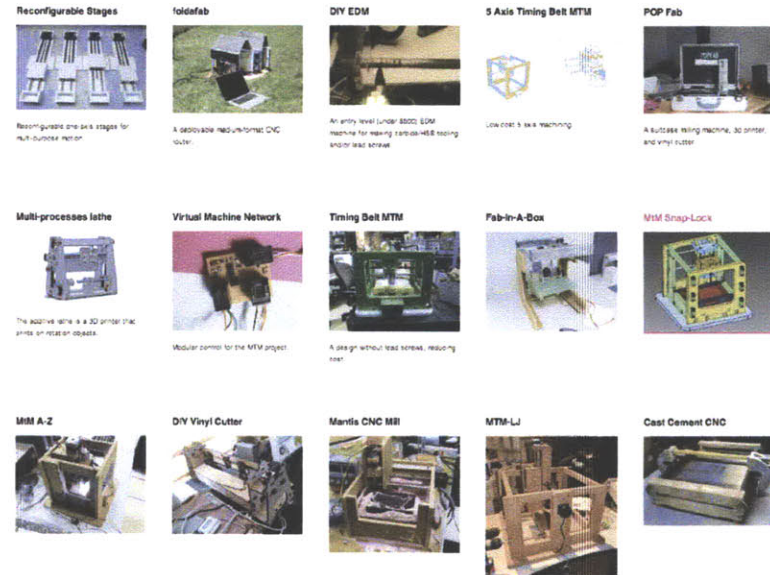 Reconfigurable Stages
foldafab
DIY EDM
5 Axis Timing Belt MTM
POP Fab
Reconfigurable one-axis stages for
multi-purpose motion.
A deployable medium-format CNC
router.
An entry level (under $500) EDM
machine for making carbide/HSS tooling
and/or lead screws
Low cost 5 axis machining
A suitcase milling machine, 3d printer,
and vinyl cutter
Multi-processes lathe
Virtual Machine Network
Timing Belt MTM
Fab-In-A-Box
MtM Snap-Lock
The additive lathe is a 3D printer that
prints on rotation objects.
Modular control for the MTM project.
A design without lead screws, reducing
cost.
MtM A-Z
DIY Vinyl Cutter
Mantis CNC Mill
MTM-LJ
Cast Cement CNC